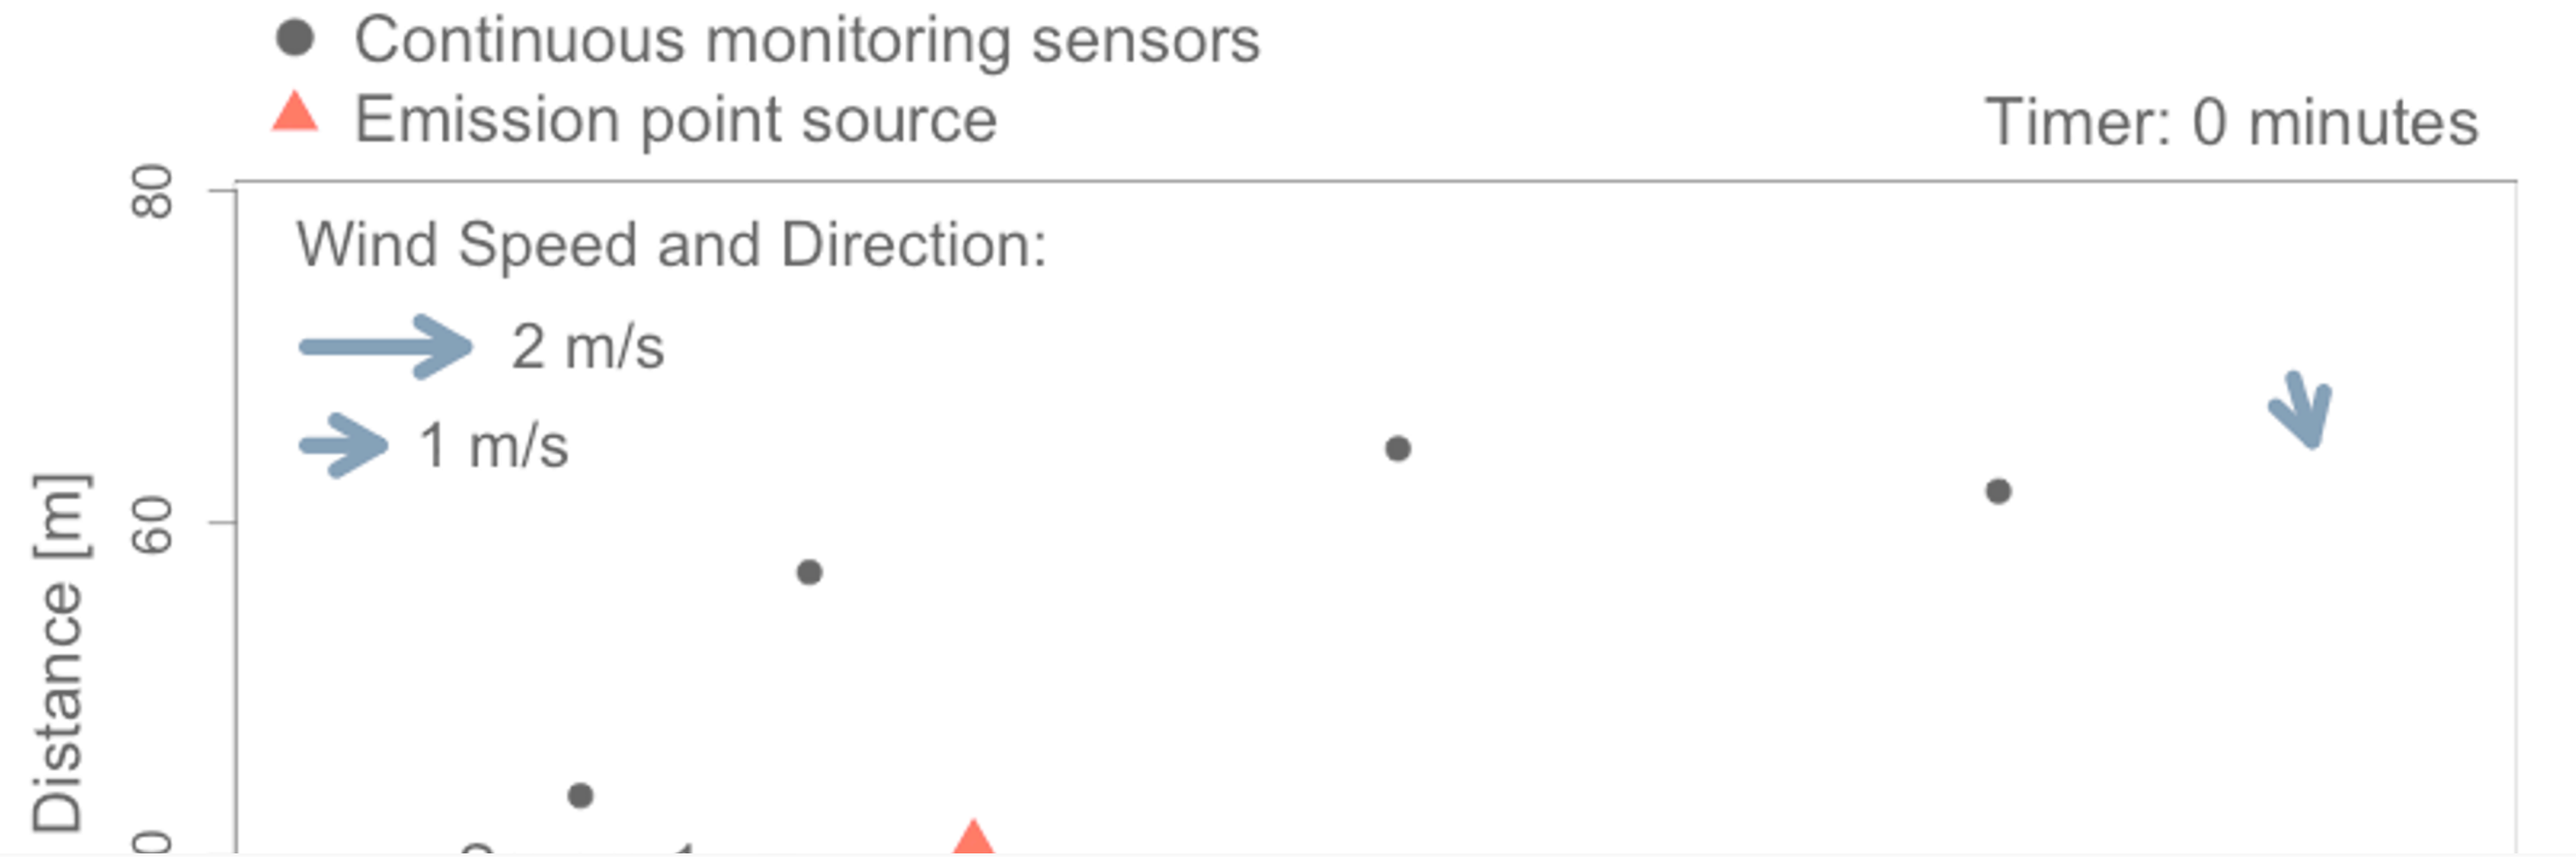 Continuous monitoring sensors
Emission point source
Timer: 0 minutes
80
Wind Speed and Direction:
2 m/s
1 m/s
60
Distance [m]